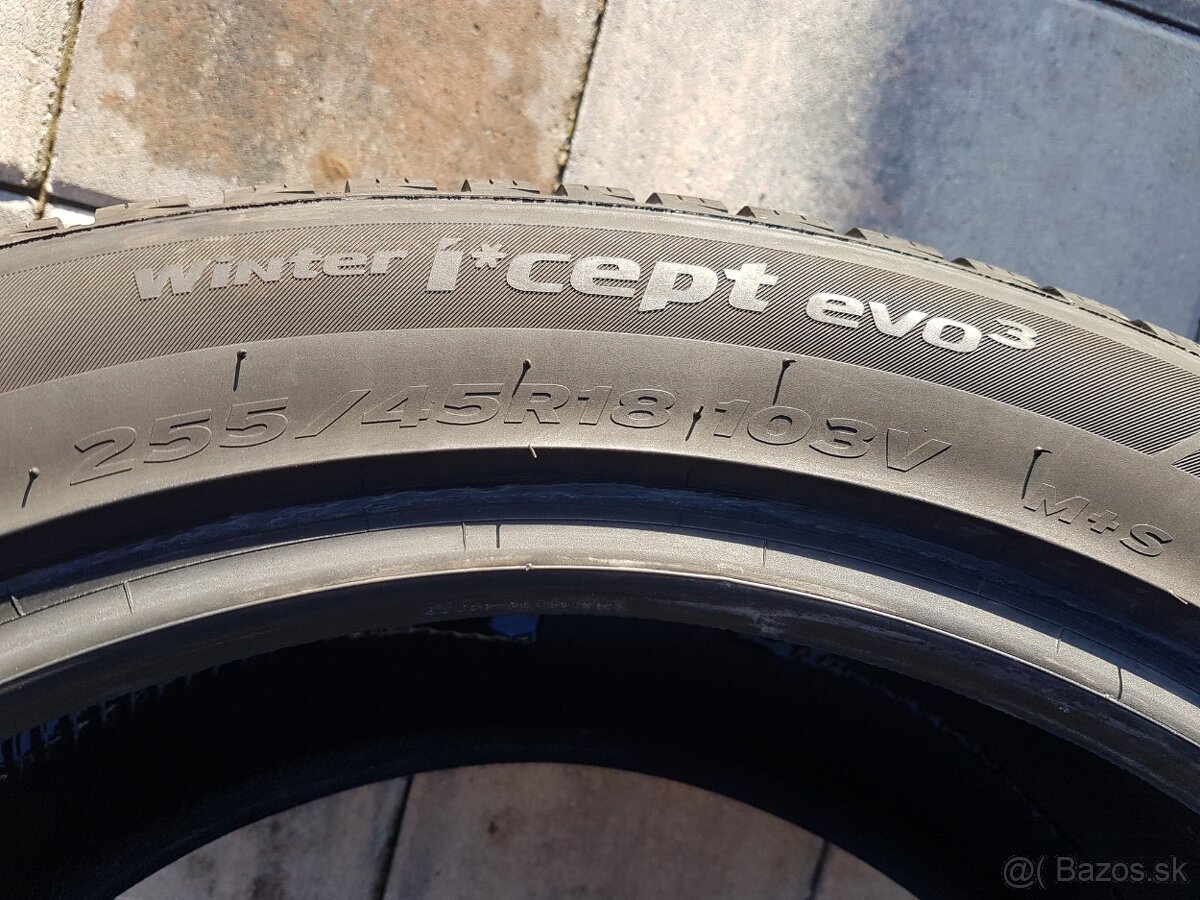 Winter i*cept evo3
255/45R18 103V M+S
@( Bazos.sk